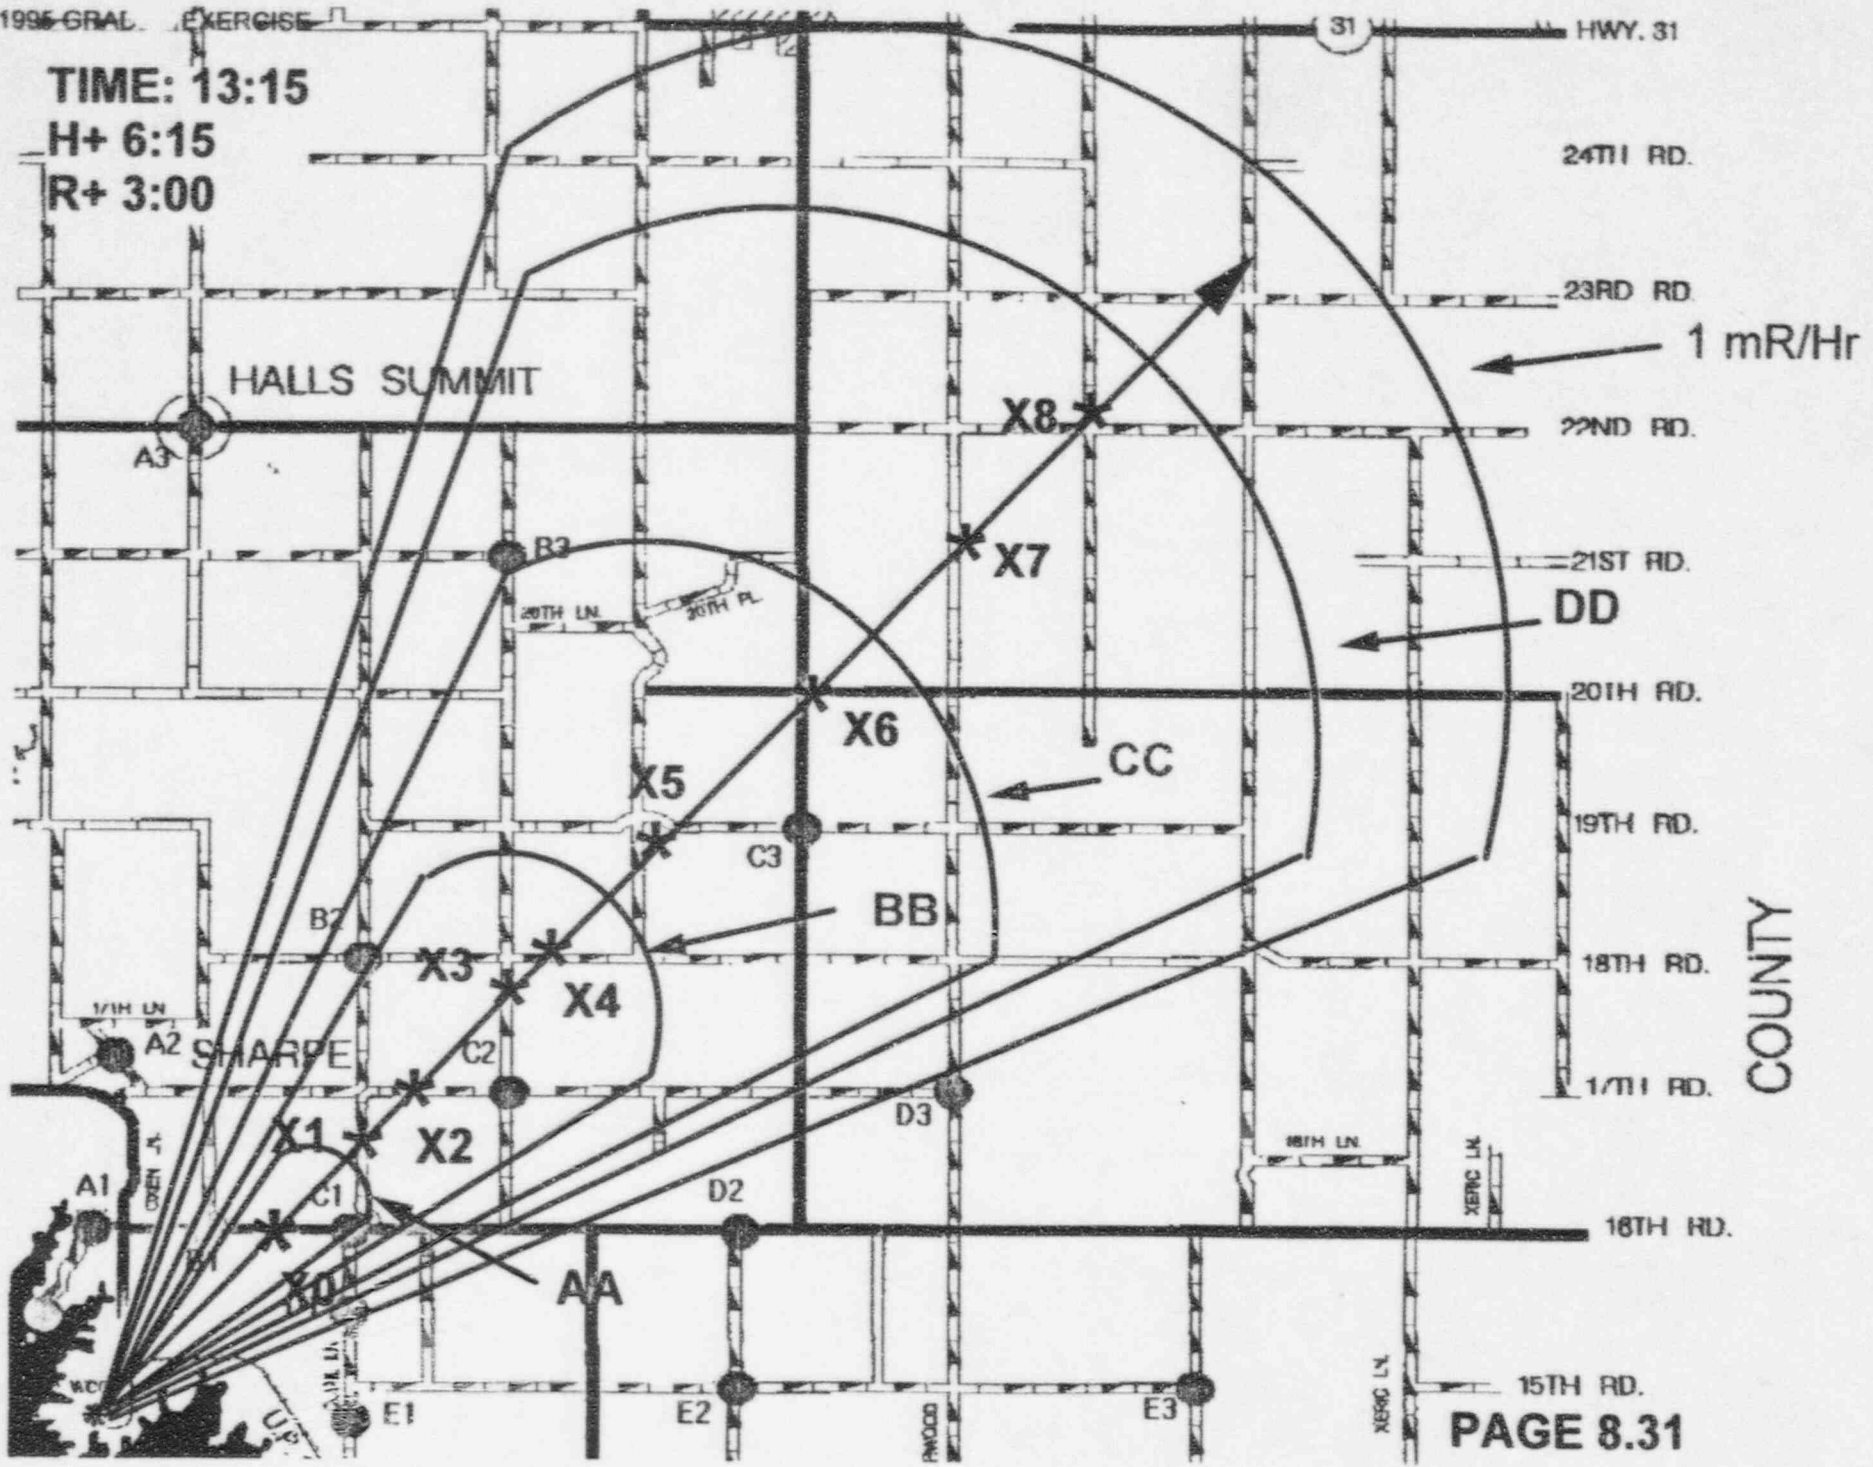 1995 GRAD. EXERCISE
31
HWY. 31
TIME: 13:15
H+ 6:15
R+ 3:00
24TH RD.
23RD RD.
1 mR/Hr
HALLS SUMMIT
X8
22ND RD.
A3
B3
X7
21ST RD.
20TH LN.
20TH PL.
DD
20TH RD.
X6
CC
X5
19TH RD.
C3
BB
B2
X3
18TH RD.
X4
COUNTY
17TH LN
A2
SHARPE
C2
17TH RD.
D3
X1
X2
16TH LN.
XERIC LN.
A1
C1
D2
16TH RD.
B1
X0
AA
XERIC LN.
15TH RD.
E1
E2
E3
PAGE 8.31